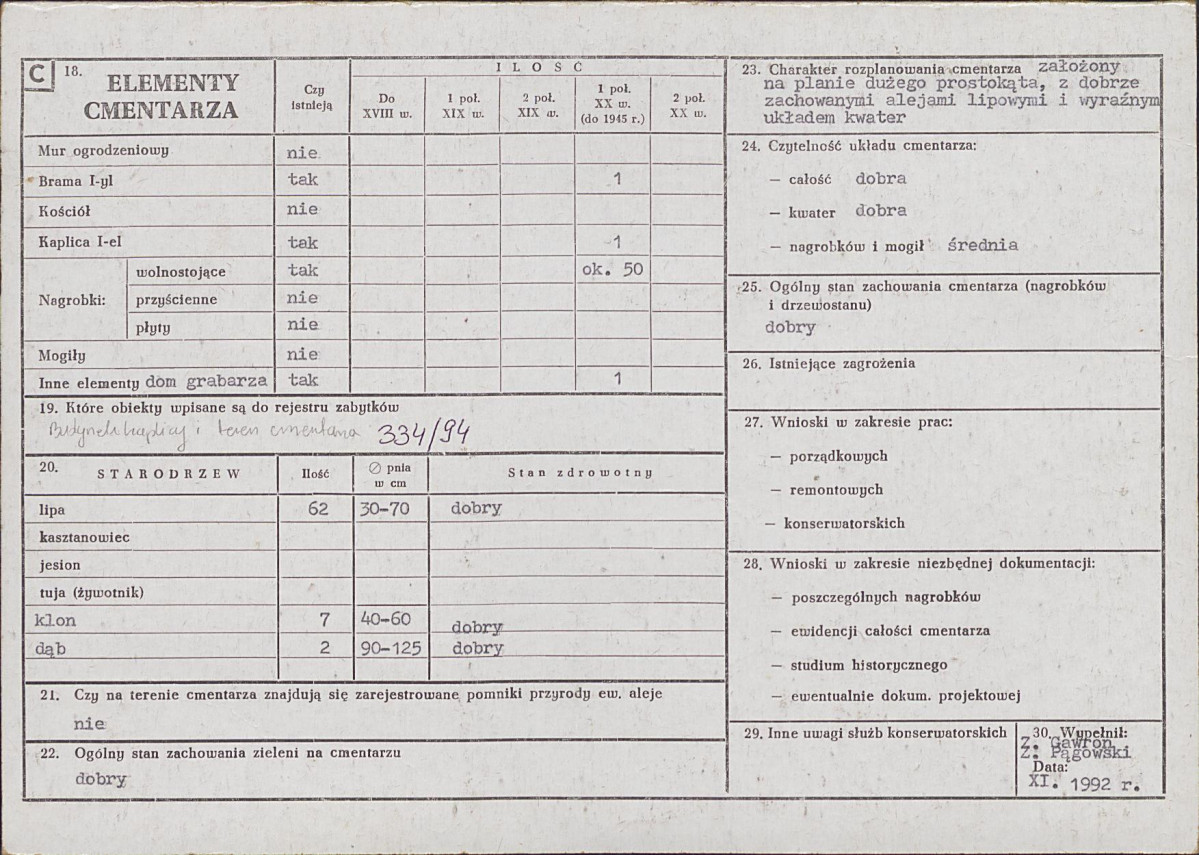 C 18. ELEMENTY
CMENTARZA
Czy
istnieją
ILOŚĆ
Do
XVIII w.
1 poł.
XIX w.
2 poł.
XIX w.
1 poł.
XX w.
(do 1945 r.)
2 poł.
XX w.
Mur ogrodzeniowy nie
Brama I-yl tak 1
Kościół nie
Kaplica I-el tak 1
Nagrobki: wolnostojące tak ok. 50
przyścienne nie
płyty nie
Mogiły nie
Inne elementy dom grabarza tak 1
19. Które obiekty wpisane są do rejestru zabytków
Budynek kaplicy i teren cmentarza 334/94
20. STARODRZEW Ilość ∅ pnia
w cm
Stan zdrowotny
lipa 62 30-70 dobry
kasztanowiec
jesion
tuja (żywotnik)
klon 7 40-60 dobry
dąb 2 90-125 dobry
21. Czy na terenie cmentarza znajdują się zarejestrowane pomniki przyrody ew. aleje
nie
22. Ogólny stan zachowania zieleni na cmentarzu
dobry
23. Charakter rozplanowania cmentarza założony
na planie dużego prostokąta, z dobrze
zachowanymi alejami lipowymi i wyraźnym
układem kwater
24. Czytelność układu cmentarza:
— całość dobra
— kwater dobra
— nagrobków i mogił średnia
25. Ogólny stan zachowania cmentarza (nagrobków
i drzewostanu)
dobry
26. Istniejące zagrożenia
27. Wnioski w zakresie prac:
— porządkowych
— remontowych
— konserwatorskich
28. Wnioski w zakresie niezbędnej dokumentacji:
— poszczególnych nagrobków
— ewidencji całości cmentarza
— studium historycznego
— ewentualnie dokum. projektowej
29. Inne uwagi służb konserwatorskich
30. Wypełnił:
Z. Gawron
Z. Pągowski
Data:
XI. 1992 r.